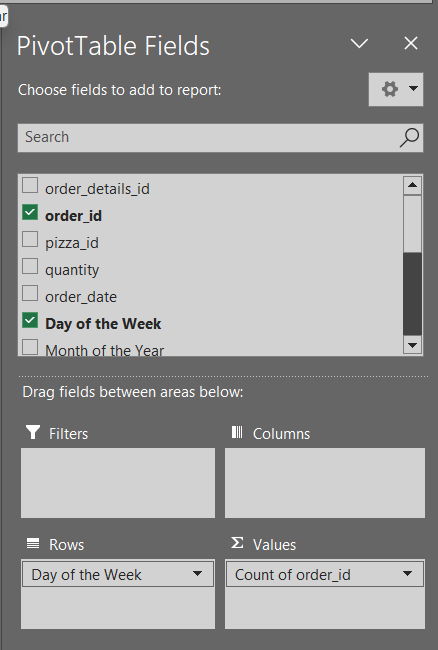 PivotTable Fields
Choose fields to add to report:
Search
order_details_id
order_id
pizza_id
quantity
order_date
Day of the Week
Month of the Year
Drag fields between areas below:
Filters
Columns
Rows
Σ Values
Day of the Week
Count of order_id